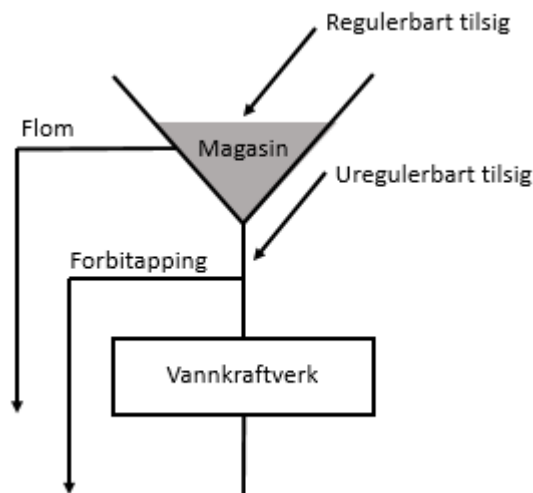 Regulerbart tilsig
Flom
Magasin
Uregulerbart tilsig
Forbitapping
Vannkraftverk